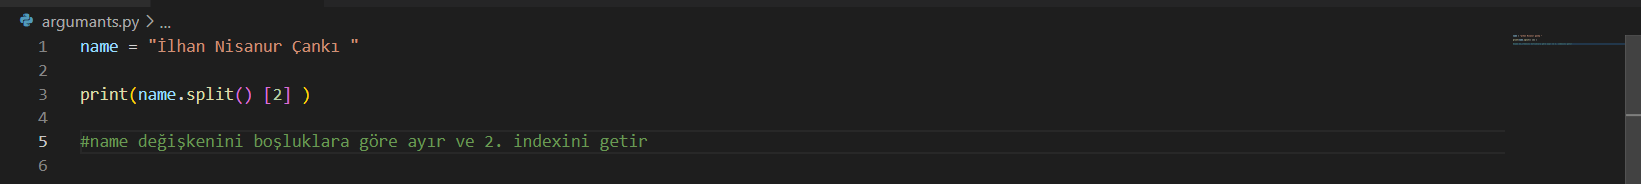 argumants.py > ...
1 name = "İlhan Nisanur Çankı "
2
3 print(name.split() [2] )
4
5 #name değişkenini boşluklara göre ayır ve 2. indexini getir
6